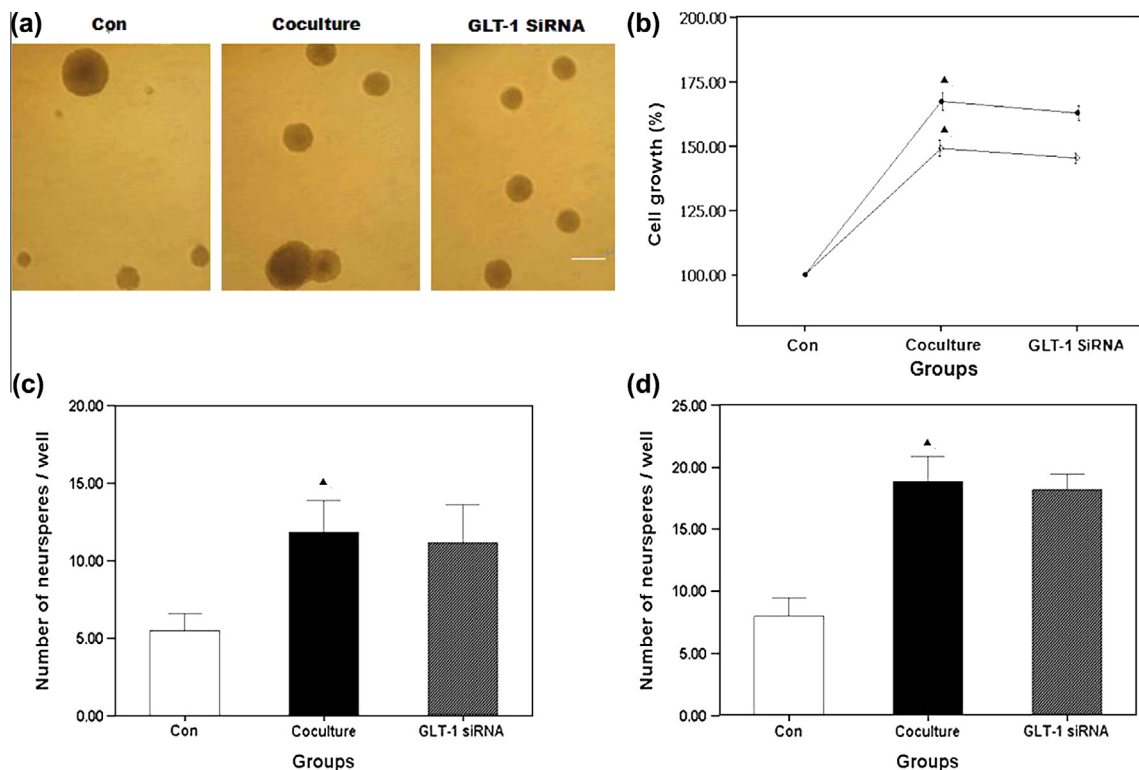 (a)
Con
Coculture
GLT-1 SiRNA
(b)
200.00
175.00
150.00
125.00
100.00
Cell growth (%)
Con
Coculture
GLT-1 SiRNA
Groups
(c)
20.00
15.00
10.00
5.00
0.00
Number of neursperes / well
Con
Coculture
GLT-1 siRNA
Groups
(d)
25.00
20.00
15.00
10.00
5.00
0.00
Number of neursperes / well
Con
Coculture
GLT-1 siRNA
Groups